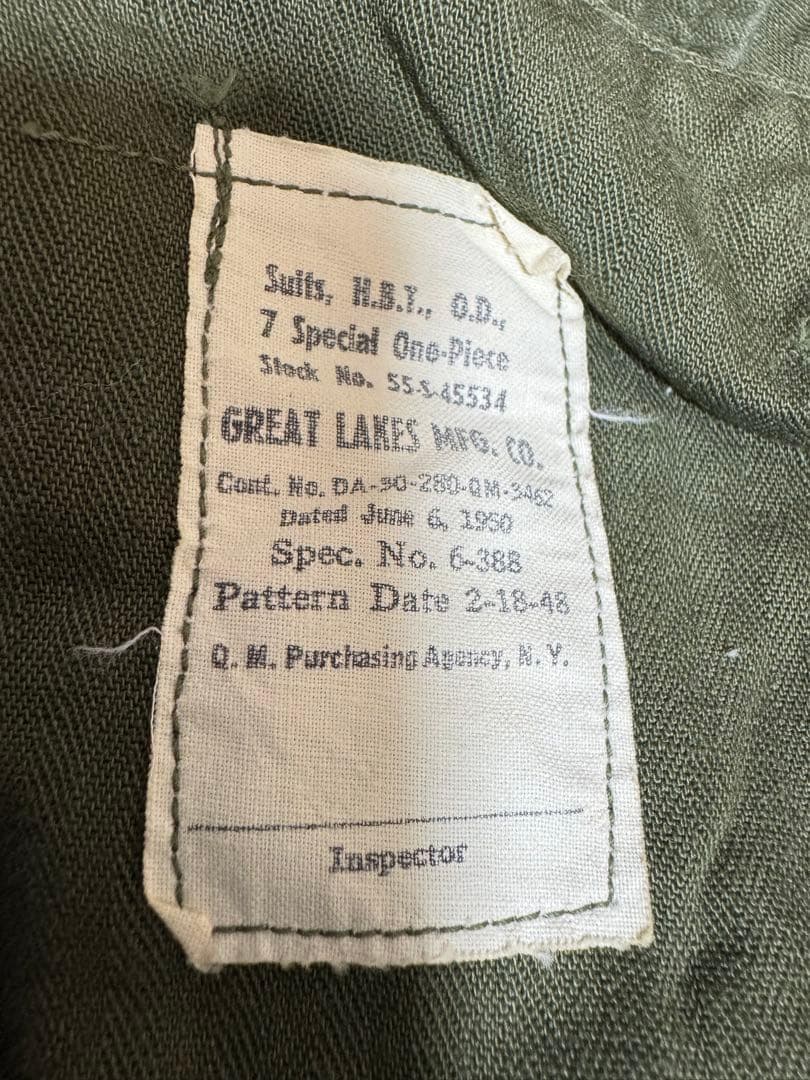 Suits, H.B.T., O.D.,
7 Special One-Piece
Stock No. 55-S-45534
GREAT LAKES MFG. CO.
Cont. No. DA-30-280-QM-3462
Dated June 6, 1950
Spec. No. 6-388
Pattern Date 2-18-48
Q. M. Purchasing Agency, N. Y.
Inspector